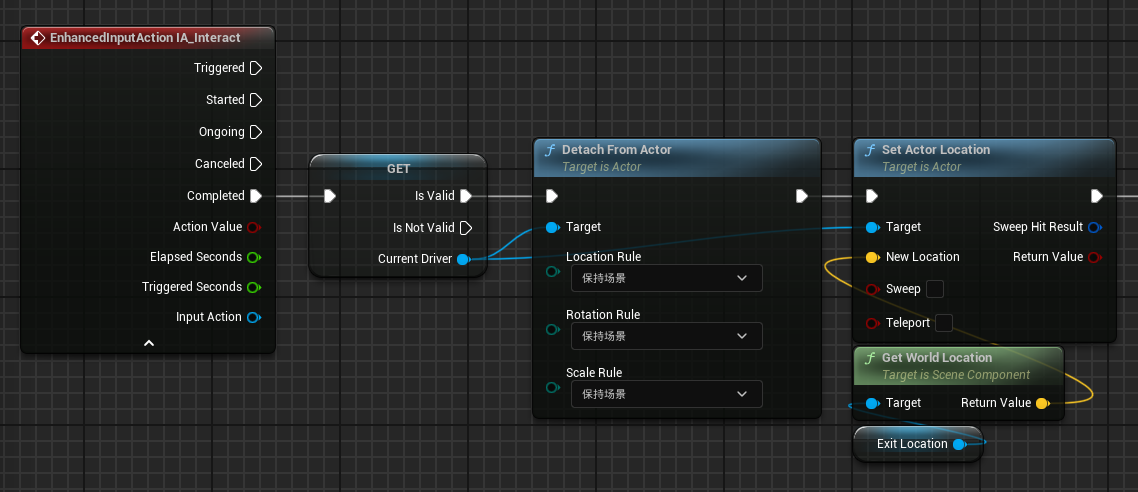 EnhancedInputAction IA_Interact
Triggered
Started
Ongoing
Canceled
Completed
Action Value
Elapsed Seconds
Triggered Seconds
Input Action
GET
Is Valid
Is Not Valid
Current Driver
f Detach From Actor
Target is Actor
Target
Location Rule
保持场景
Rotation Rule
保持场景
Scale Rule
保持场景
f Set Actor Location
Target is Actor
Target Sweep Hit Result
New Location Return Value
Sweep
Teleport
f Get World Location
Target is Scene Component
Target Return Value
Exit Location